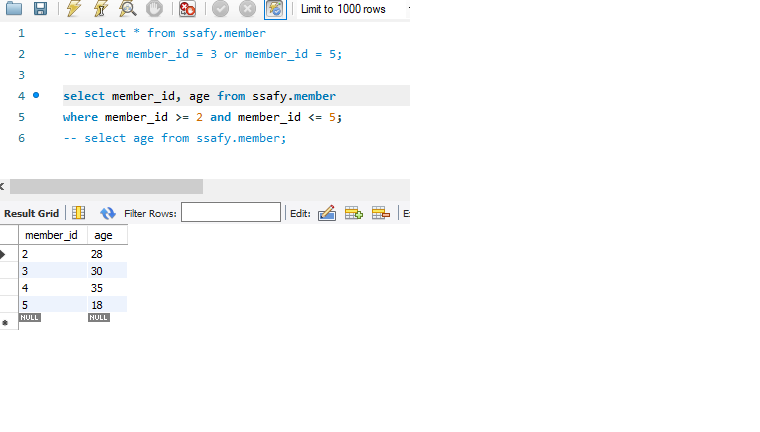 Limit to 1000 rows
1 -- select * from ssafy.member
2 -- where member_id = 3 or member_id = 5;
3
4 select member_id, age from ssafy.member
5 where member_id >= 2 and member_id <= 5;
6 -- select age from ssafy.member;
Result Grid Filter Rows: Edit:
member_id age
2 28
3 30
4 35
5 18
NULL NULL